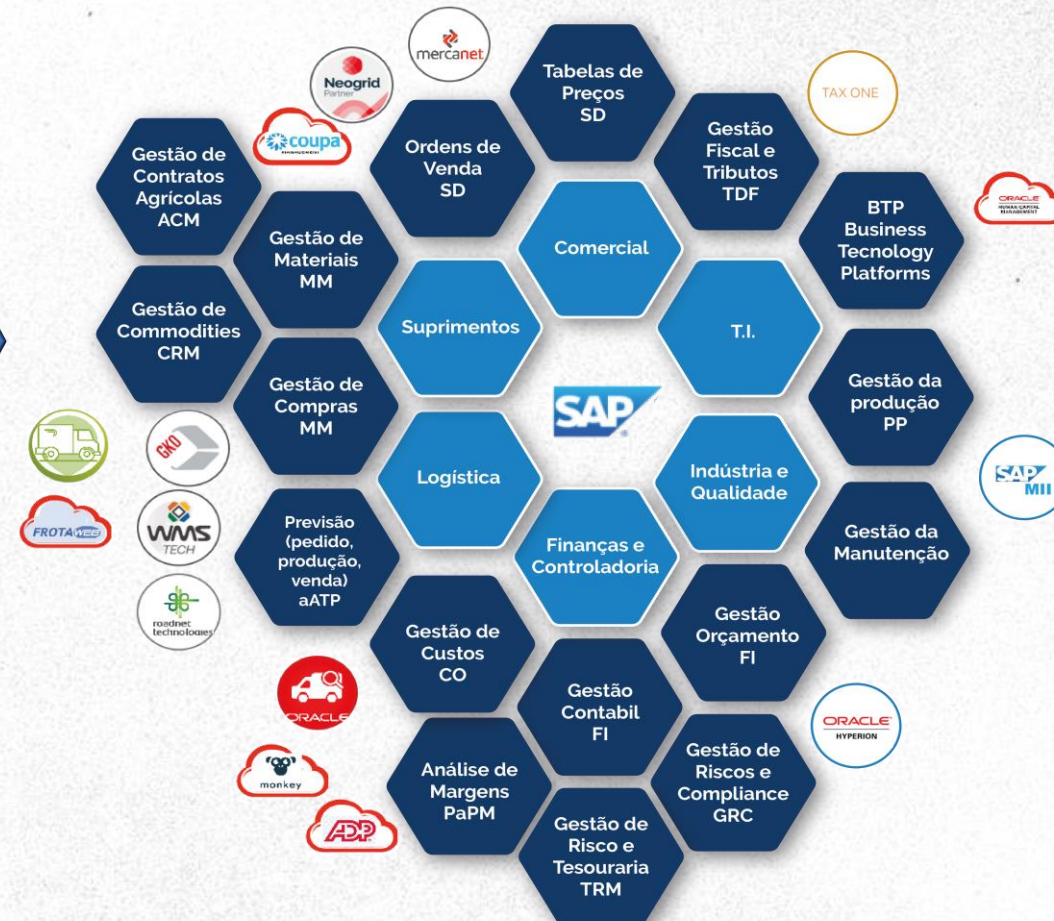 mercanet
Neogrid
Partner
coupa
Tabelas de
Preços
SD
TAX ONE
Ordens de
Venda
SD
Gestão
Fiscal e
Tributos
TDF
Gestão de
Contratos
Agrícolas
ACM
ORACLE
HUMAN CAPITAL
MANAGEMENT
BTP
Business
Tecnology
Platforms
Gestão de
Materiais
MM
Comercial
Gestão de
Commodities
CRM
Suprimentos
T.I.
Gestão de
Compras
MM
SAP
Gestão da
produção
PP
GKO
Logística
Indústria e
Qualidade
SAP
MII
FROTAWEB
WMS
TECH
Previsão
(pedido,
produção,
venda)
aATP
Finanças e
Controladoria
Gestão da
Manutenção
roadnet
technologies
Gestão de
Custos
CO
Gestão
Orçamento
FI
ORACLE
Gestão
Contabil
FI
ORACLE
HYPERION
monkey
Análise de
Margens
PaPM
Gestão de
Riscos e
Compliance
GRC
ADP
Gestão de
Risco e
Tesouraria
TRM